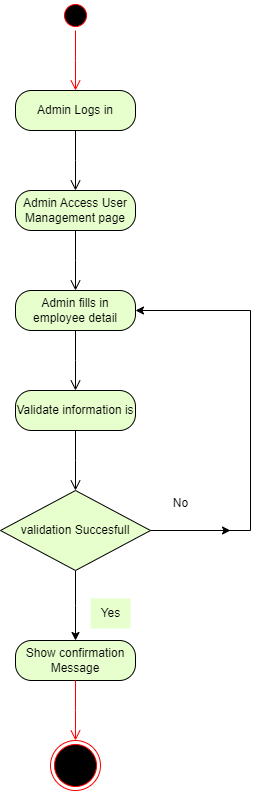 Admin Logs in
Admin Access User
Management page
Admin fills in
employee detail
Validate information is
validation Succesfull
No
Yes
Show confirmation
Message